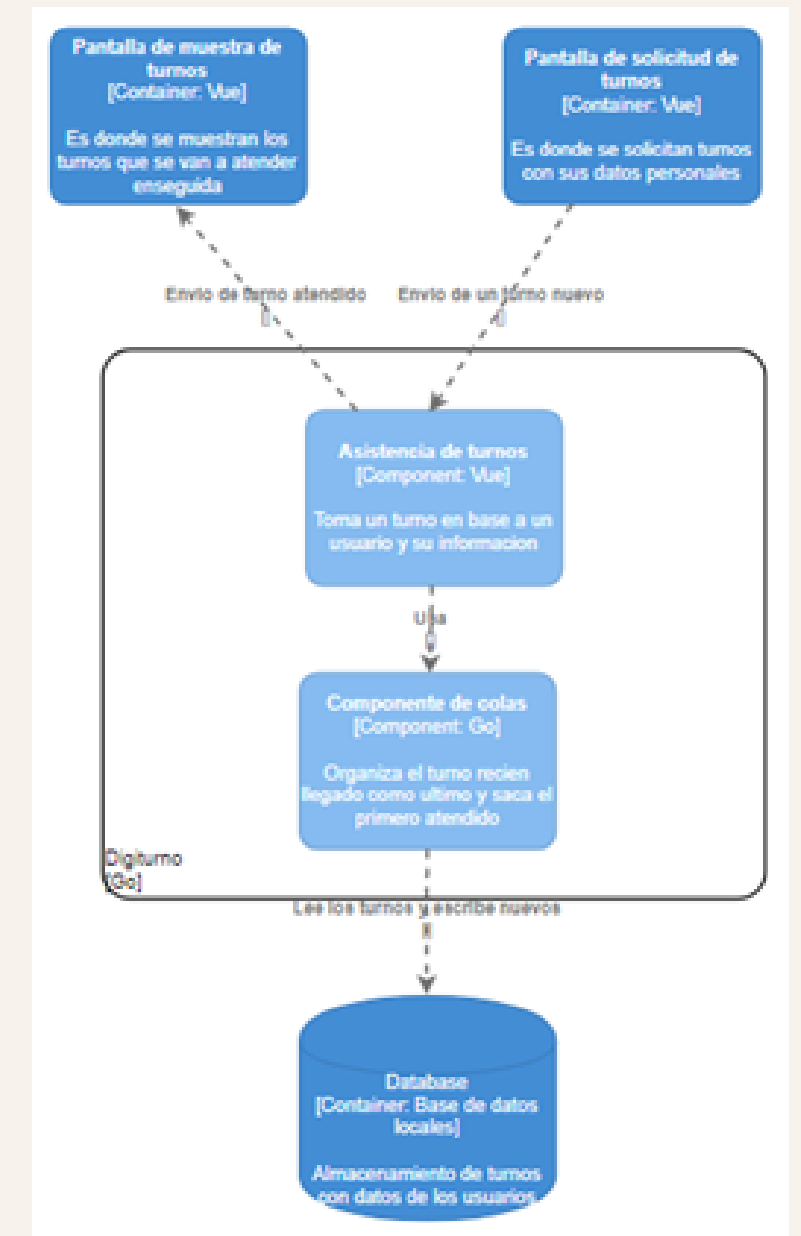 Pantalla de muestra de
turnos
[Container: Vue]
Es donde se muestran los
turnos que se van a atender
enseguida
Pantalla de solicitud de
turnos
[Container: Vue]
Es donde se solicitan turnos
con sus datos personales
Envio de turno atendido
[]
Envio de un turno nuevo
[]
Asistencia de turnos
[Component: Vue]
Toma un turno en base a un
usuario y su informacion
Usa
[]
Componente de colas
[Component: Go]
Organiza el turno recien
llegado como ultimo y saca el
primero atendido
Digiturno
[Go]
Lee los turnos y escribe nuevos
[]
Database
[Container: Base de datos
locales]
Almacenamiento de turnos
con datos de los usuarios